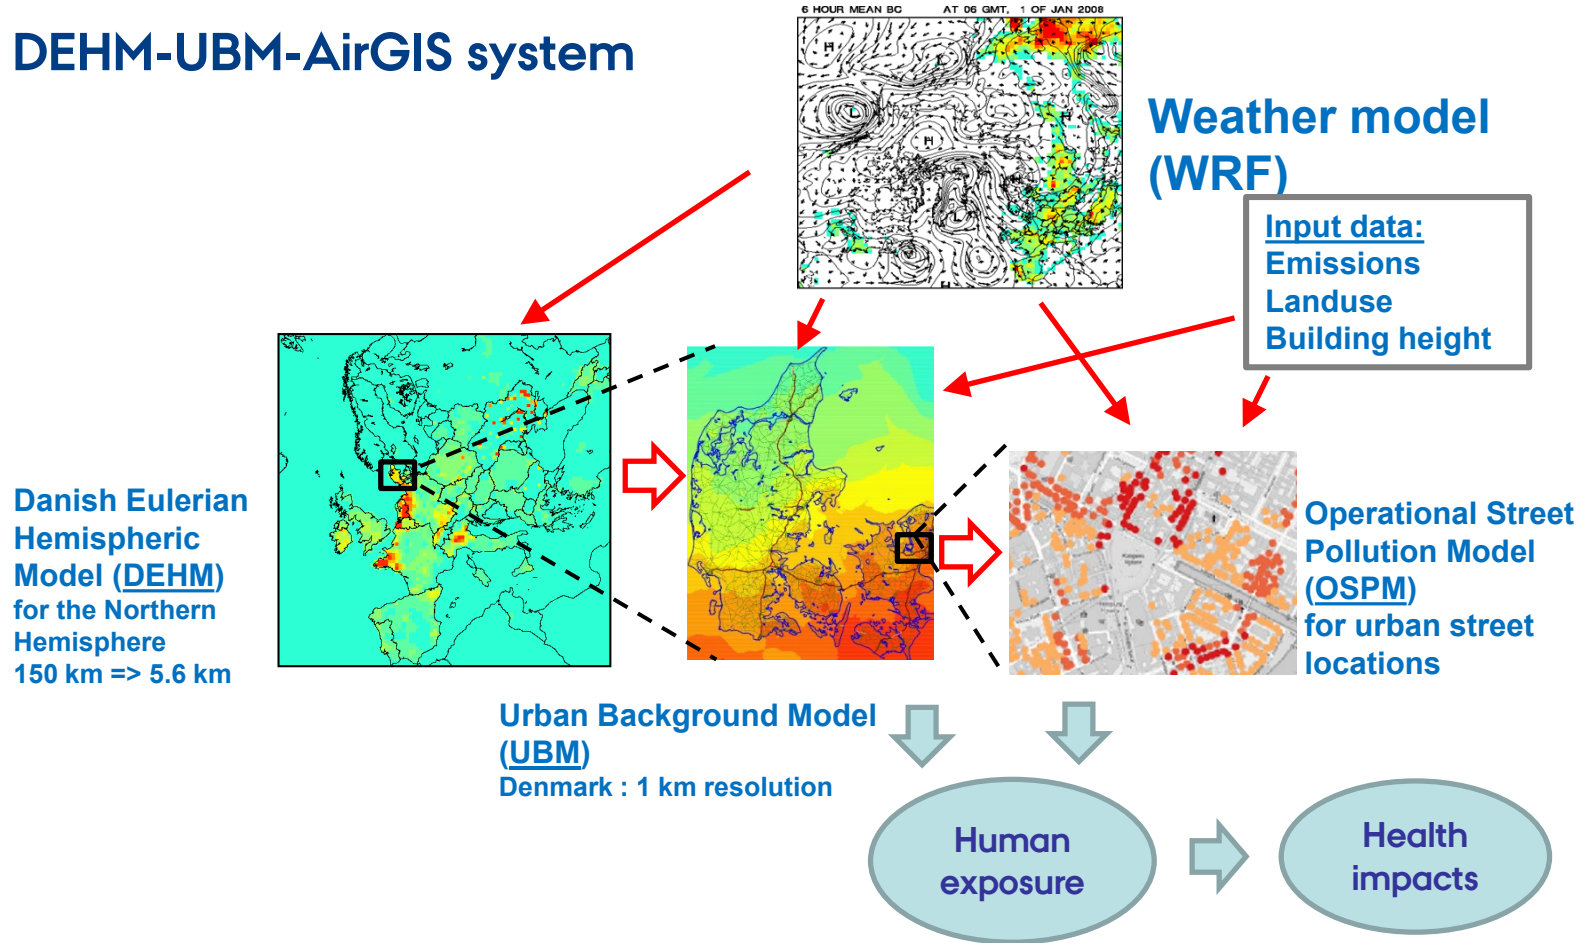 6 HOUR MEAN BC AT 06 GMT, 1 OF JAN 2008
DEHM-UBM-AirGIS system
Weather model
(WRF)
Input data:
Emissions
Landuse
Building height
Danish Eulerian
Hemispheric
Model (DEHM)
for the Northern
Hemisphere
150 km => 5.6 km
Operational Street
Pollution Model
(OSPM)
for urban street
locations
Urban Background Model
(UBM)
Denmark : 1 km resolution
Human
exposure
Health
impacts
H
L
H
H
L
H